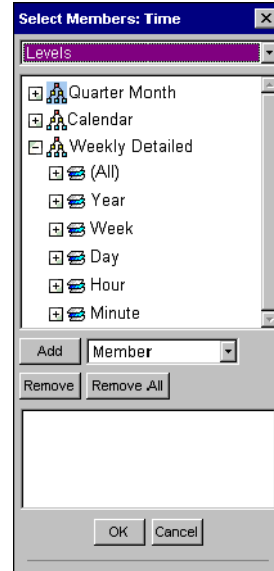 Select Members: Time
Levels
Quarter Month
Calendar
Weekly Detailed
(All)
Year
Week
Day
Hour
Minute
Add Member
Remove Remove All
OK Cancel